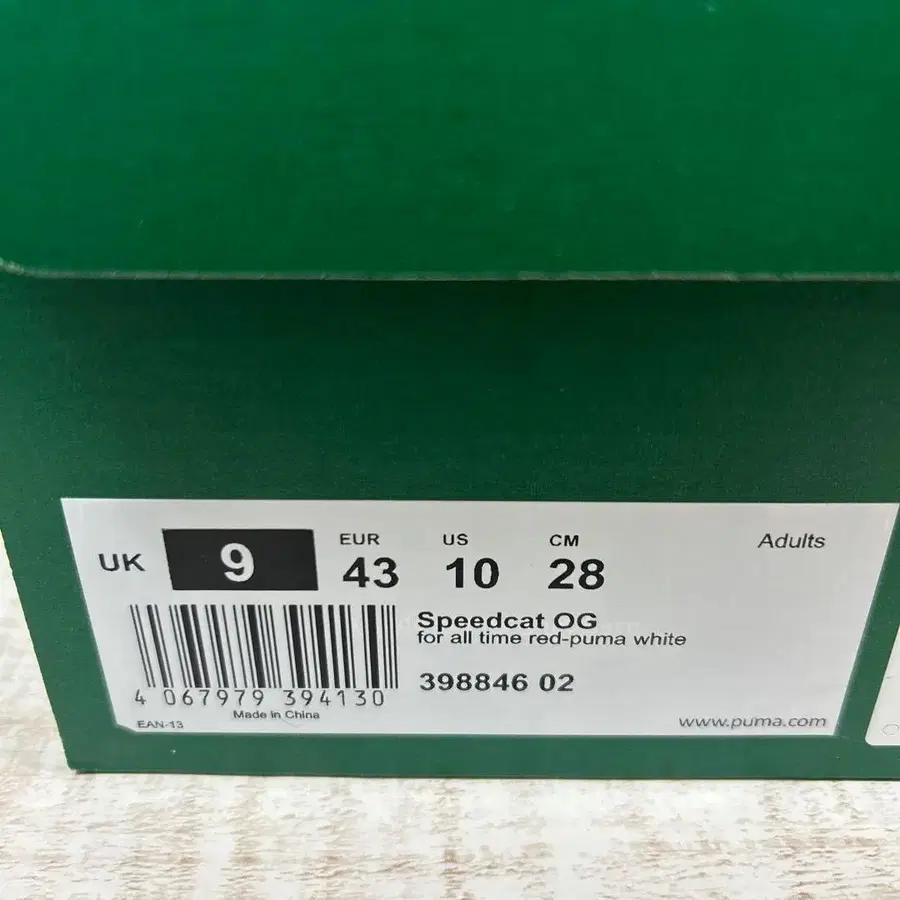 UK 9
EUR US CM
43 10 28
Adults
Speedcat OG
for all time red-puma white
398846 02
4 067979 394130
Made in China
EAN-13
www.puma.com